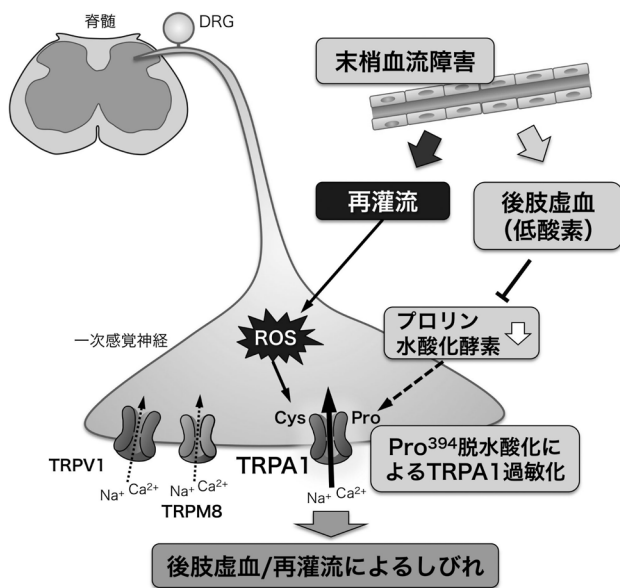 脊髄
DRG
末梢血流障害
再灌流
後肢虚血
(低酸素)
ROS
プロリン
水酸化酵素
一次感覚神経
Cys
Pro
TRPV1
Na⁺ Ca²⁺
TRPM8
Na⁺ Ca²⁺
TRPA1
Na⁺ Ca²⁺
Pro³⁹⁴脱水酸化に
よるTRPA1過敏化
後肢虚血/再灌流によるしびれ